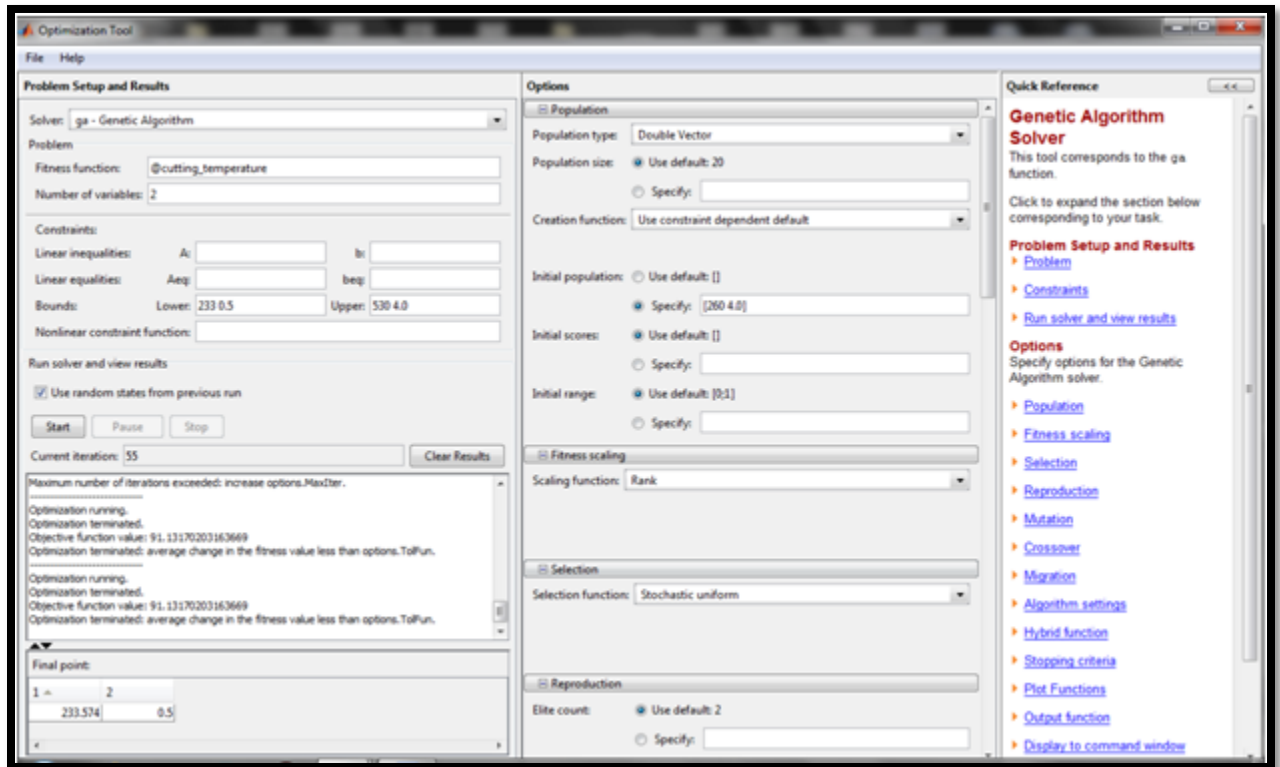 Optimization Tool
File Help
Problem Setup and Results
Solver: ga - Genetic Algorithm
Problem
Fitness function: @cutting_temperature
Number of variables: 2
Constraints:
Linear inequalities: A: b:
Linear equalities: Aeq: beq:
Bounds: Lower: 233 0.5 Upper: 530 4.0
Nonlinear constraint function:
Run solver and view results
Use random states from previous run
Start Pause Stop
Current iteration: 55 Clear Results
Maximum number of iterations exceeded: increase options.MaxIter.
------------------------------
Optimization running.
Optimization terminated.
Objective function value: 91.13170203163669
Optimization terminated: average change in the fitness value less than options.TolFun.
------------------------------
Optimization running.
Optimization terminated.
Objective function value: 91.13170203163669
Optimization terminated: average change in the fitness value less than options.TolFun.
Final point:
1 2
233.574 0.5
Options
Population
Population type: Double Vector
Population size: Use default: 20
Specify:
Creation function: Use constraint dependent default
Initial population: Use default: []
Specify: [260 4.0]
Initial scores: Use default: []
Specify:
Initial range: Use default: [0;1]
Specify:
Fitness scaling
Scaling function: Rank
Selection
Selection function: Stochastic uniform
Reproduction
Elite count: Use default: 2
Specify:
Quick Reference <<
Genetic Algorithm
Solver
This tool corresponds to the ga
function.
Click to expand the section below
corresponding to your task.
Problem Setup and Results
Problem
Constraints
Run solver and view results
Options
Specify options for the Genetic
Algorithm solver.
Population
Fitness scaling
Selection
Reproduction
Mutation
Crossover
Migration
Algorithm settings
Hybrid function
Stopping criteria
Plot Functions
Output function
Display to command window